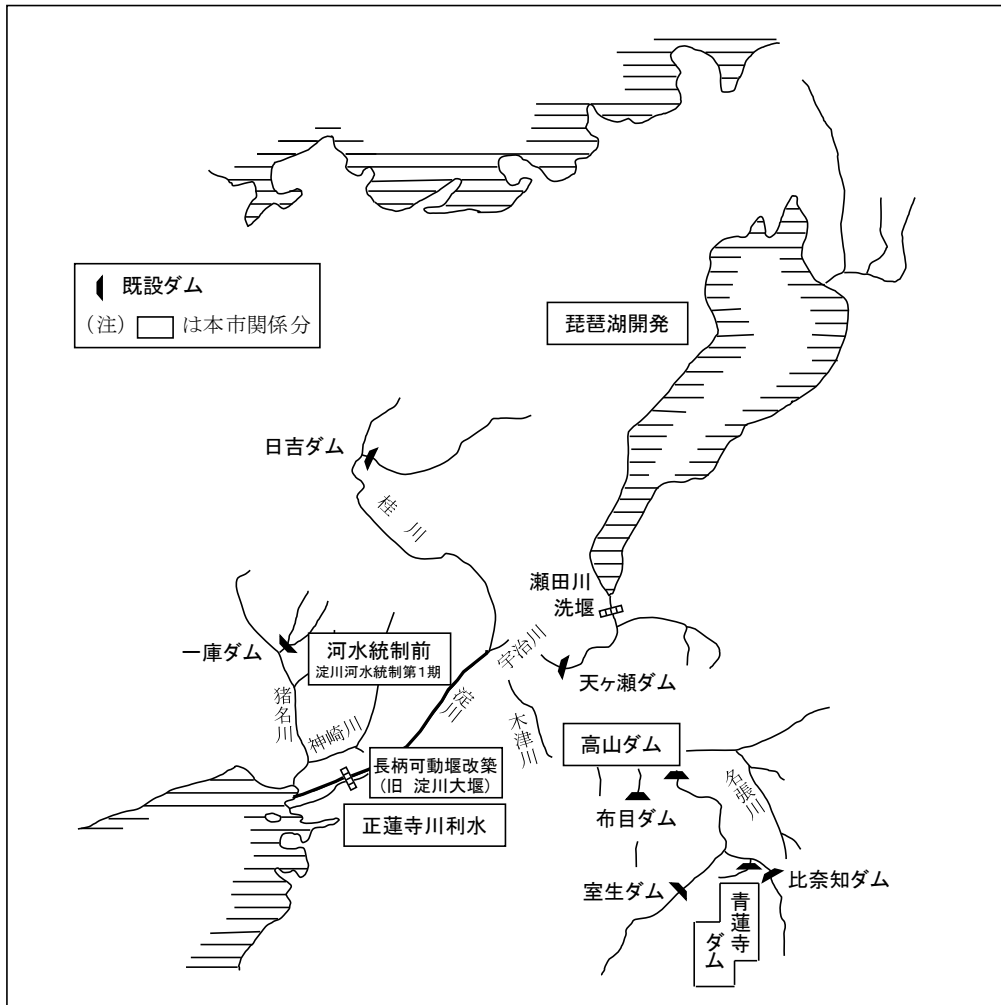 既設ダム
(注) は本市関係分
琵琶湖開発
日吉ダム
桂川
瀬田川
洗堰
宇治川
天ヶ瀬ダム
一庫ダム
河水統制前
淀川河水統制第1期
猪名川
神崎川
淀川
木津川
高山ダム
長柄可動堰改築
(旧 淀川大堰)
正蓮寺川利水
布目ダム
名張川
室生ダム
比奈知ダム
青蓮寺
ダム